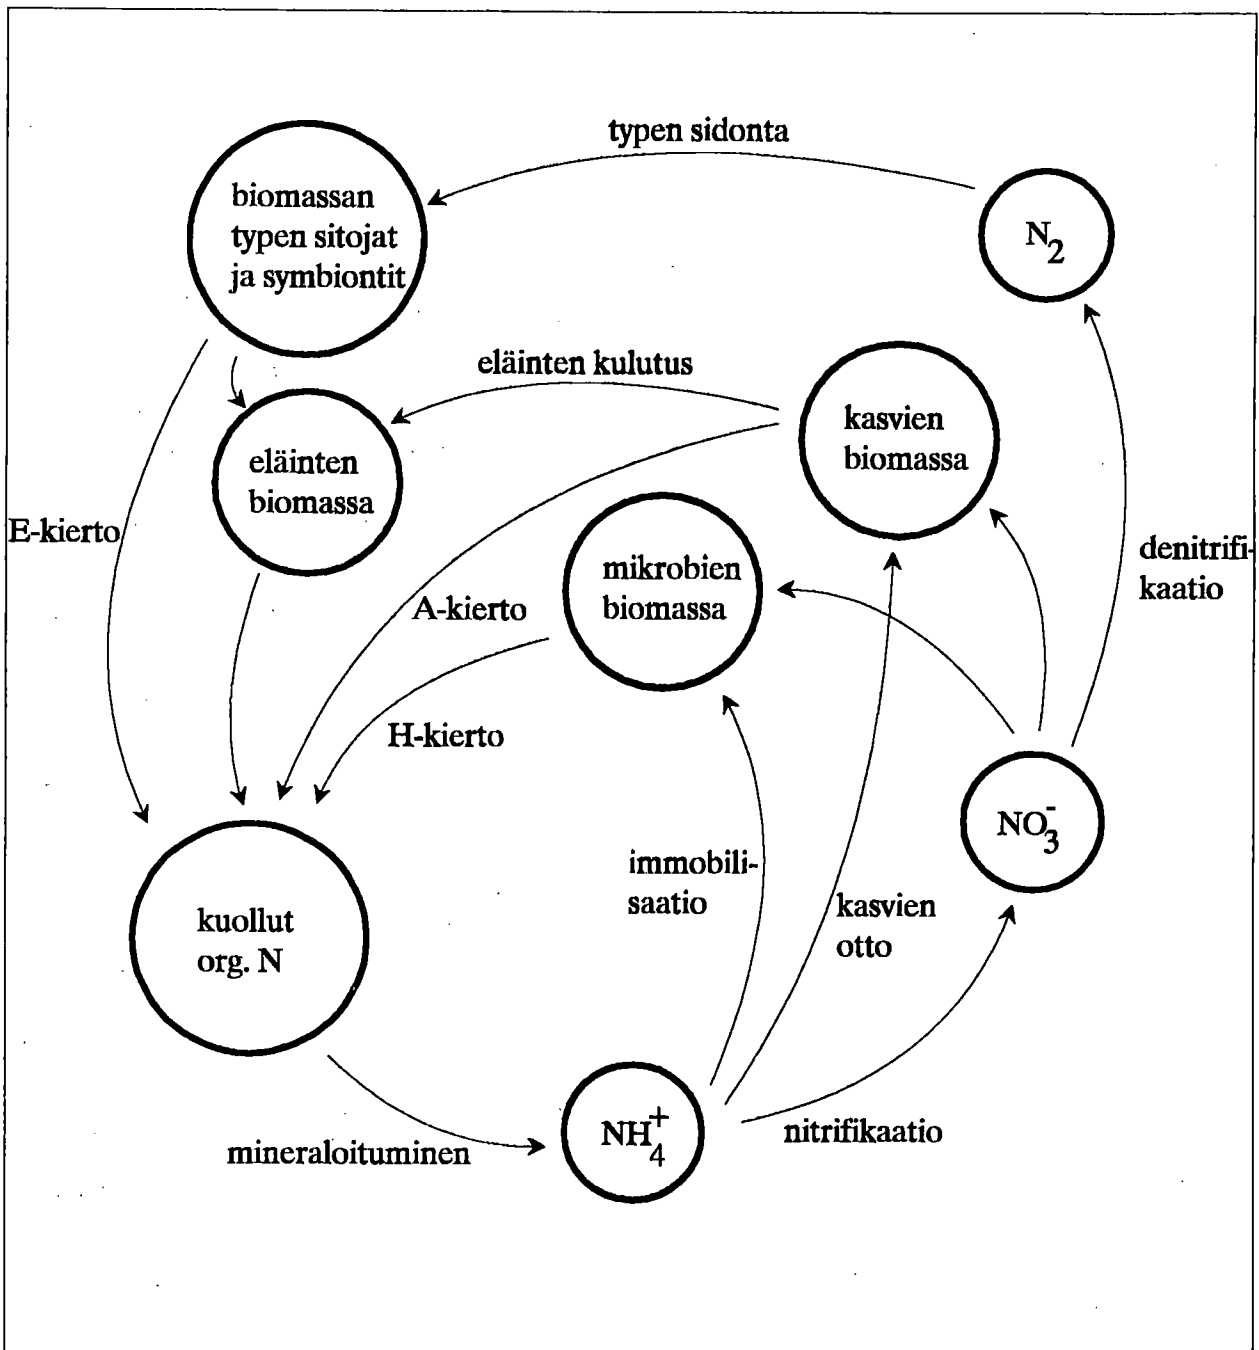 typen sidonta
biomassan
typen sitojat
ja symbiontit
N₂
eläinten kulutus
kasvien
biomassa
eläinten
biomassa
E-kierto
mikrobien
biomassa
denitrifi-
kaatio
A-kierto
H-kierto
NO₃⁻
immobili-
saatio
kasvien
otto
kuollut
org. N
NH₄⁺
nitrifikaatio
mineraloituminen